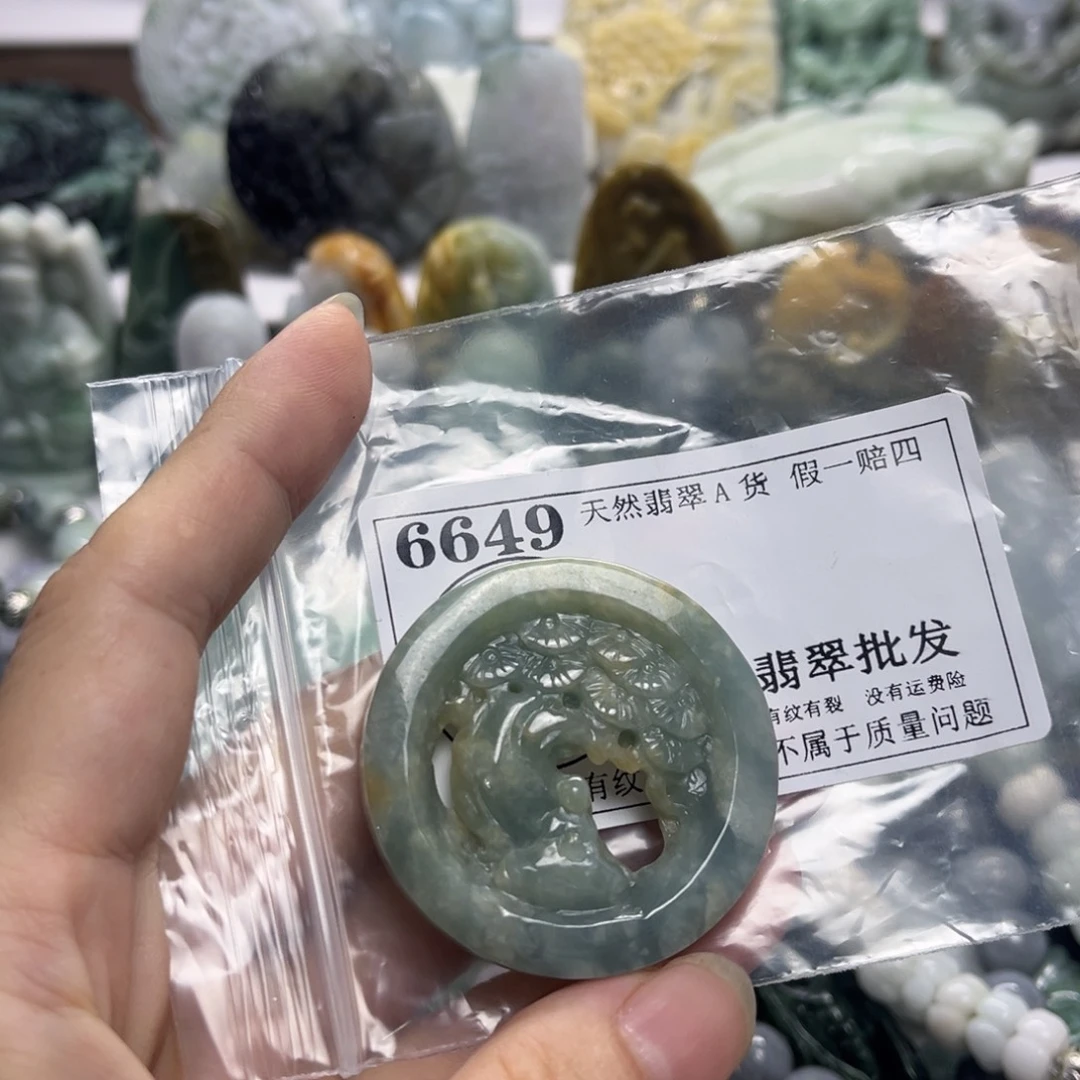 天然翡翠A货 假一赔四
6649
翡翠批发
有纹有裂 没有运费险
有纹 不属于质量问题